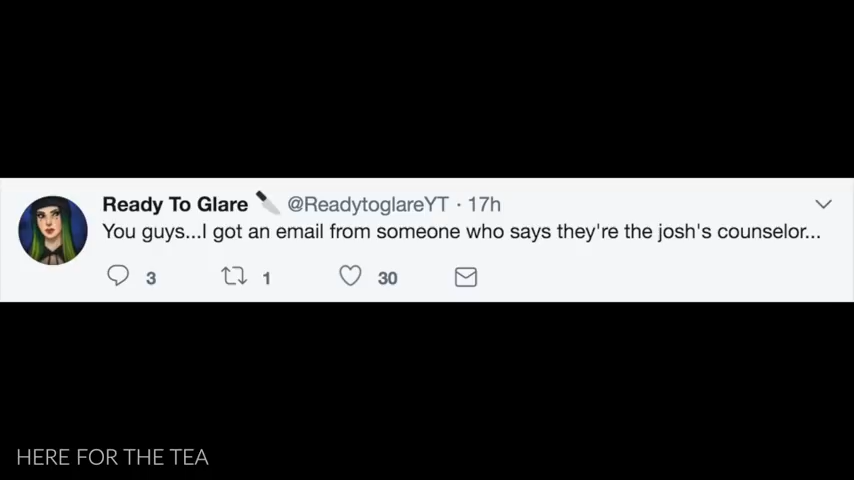 Ready To Glare 🔪 @ReadytoglareYT · 17h
You guys...I got an email from someone who says they're the josh's counselor...
3 1 30
HERE FOR THE TEA